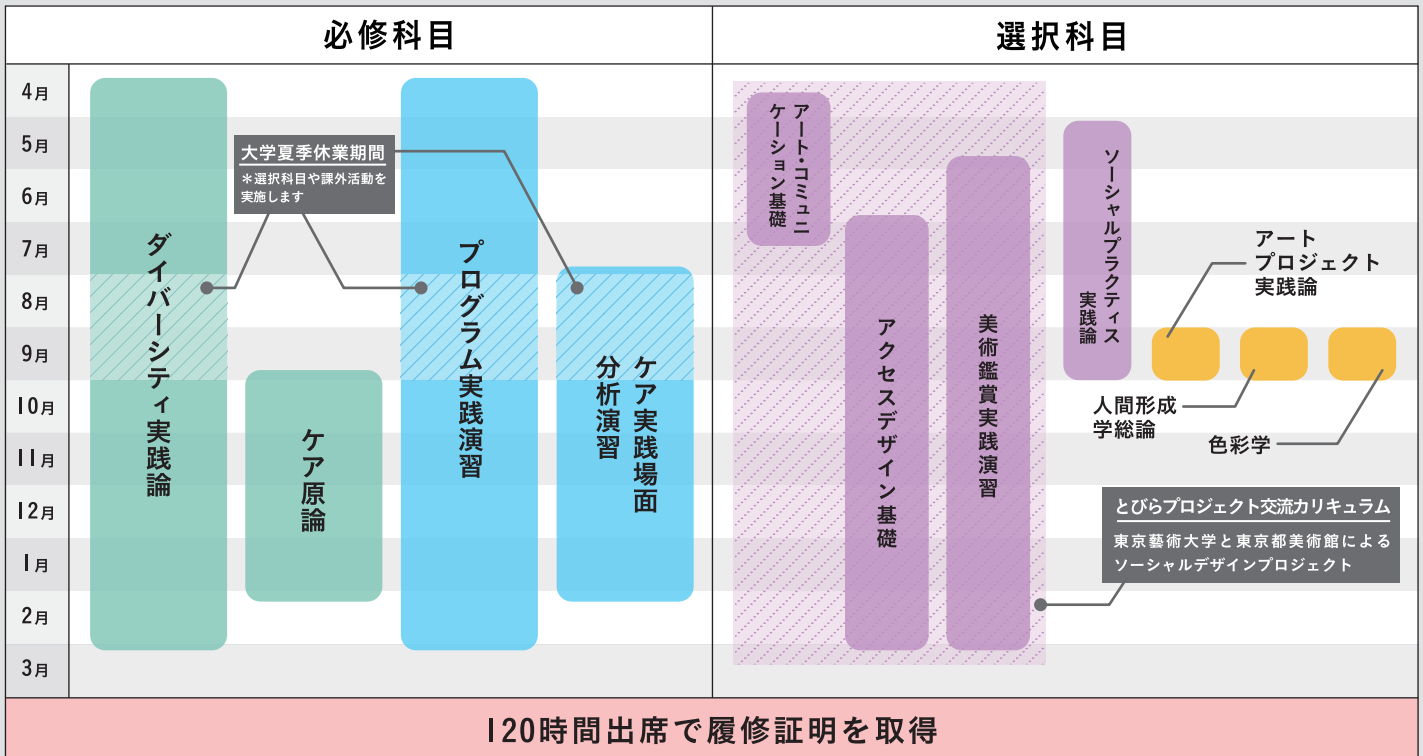 必修科目
選択科目
4月
5月
6月
7月
8月
9月
10月
11月
12月
1月
2月
3月
ダイバーシティ実践論
大学夏季休業期間
＊選択科目や課外活動を
実施します
ケア原論
プログラム実践演習
ケア実践場面
分析演習
アート・コミュニ
ケーション基礎
アクセスデザイン基礎
美術鑑賞実践演習
ソーシャルプラクティス
実践論
アート
プロジェクト
実践論
人間形成
学総論
色彩学
とびらプロジェクト交流カリキュラム
東京藝術大学と東京都美術館による
ソーシャルデザインプロジェクト
120時間出席で履修証明を取得